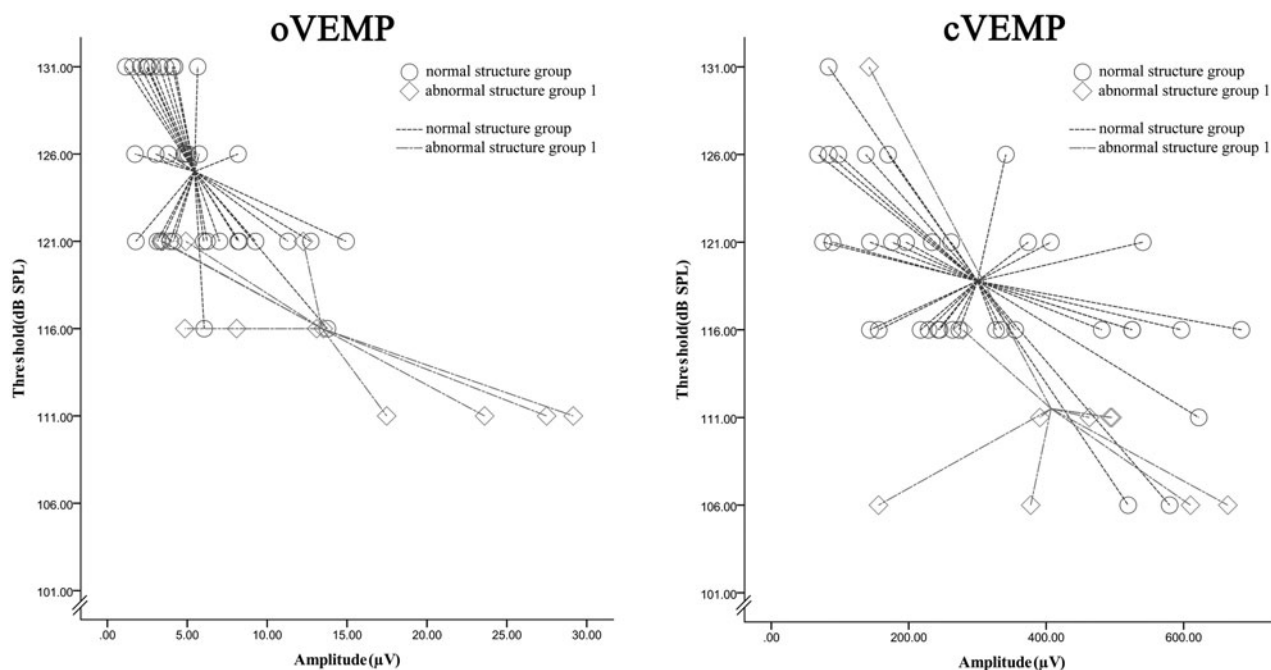 oVEMP
131.00
126.00
121.00
116.00
111.00
106.00
101.00
Threshold(dB SPL)
normal structure group
abnormal structure group 1
normal structure group
abnormal structure group 1
.00
5.00
10.00
15.00
20.00
25.00
30.00
Amplitude(µV)
cVEMP
131.00
126.00
121.00
116.00
111.00
106.00
101.00
Threshold(dB SPL)
normal structure group
abnormal structure group 1
normal structure group
abnormal structure group 1
.00
200.00
400.00
600.00
Amplitude(µV)